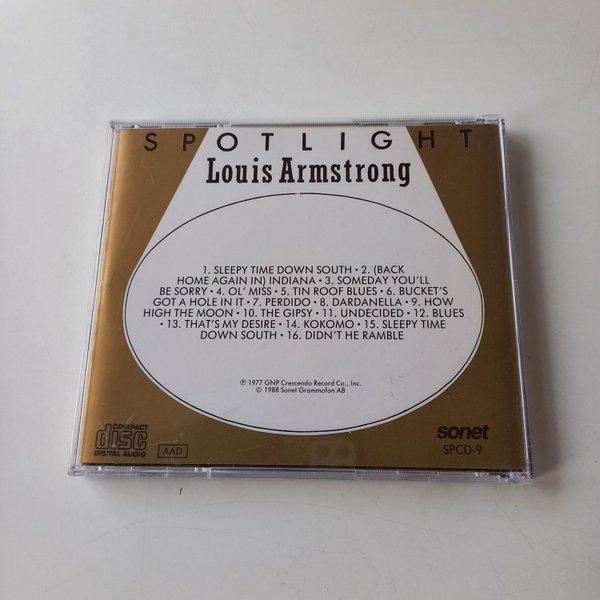 SPOTLIGHT
Louis Armstrong
1. SLEEPY TIME DOWN SOUTH • 2. (BACK
HOME AGAIN IN) INDIANA • 3. SOMEDAY YOU'LL
BE SORRY • 4. OL' MISS • 5. TIN ROOF BLUES • 6. BUCKET'S
GOT A HOLE IN IT • 7. PERDIDO • 8. DARDANELLA • 9. HOW
HIGH THE MOON • 10. THE GIPSY • 11. UNDECIDED • 12. BLUES
• 13. THAT'S MY DESIRE • 14. KOKOMO • 15. SLEEPY TIME
DOWN SOUTH • 16. DIDN'T HE RAMBLE
℗ 1977 GNP Crescendo Record Co., Inc.
© 1988 Sonet Grammofon AB
COMPACT
disc
DIGITAL AUDIO
AAD
sonet
SPCD-9